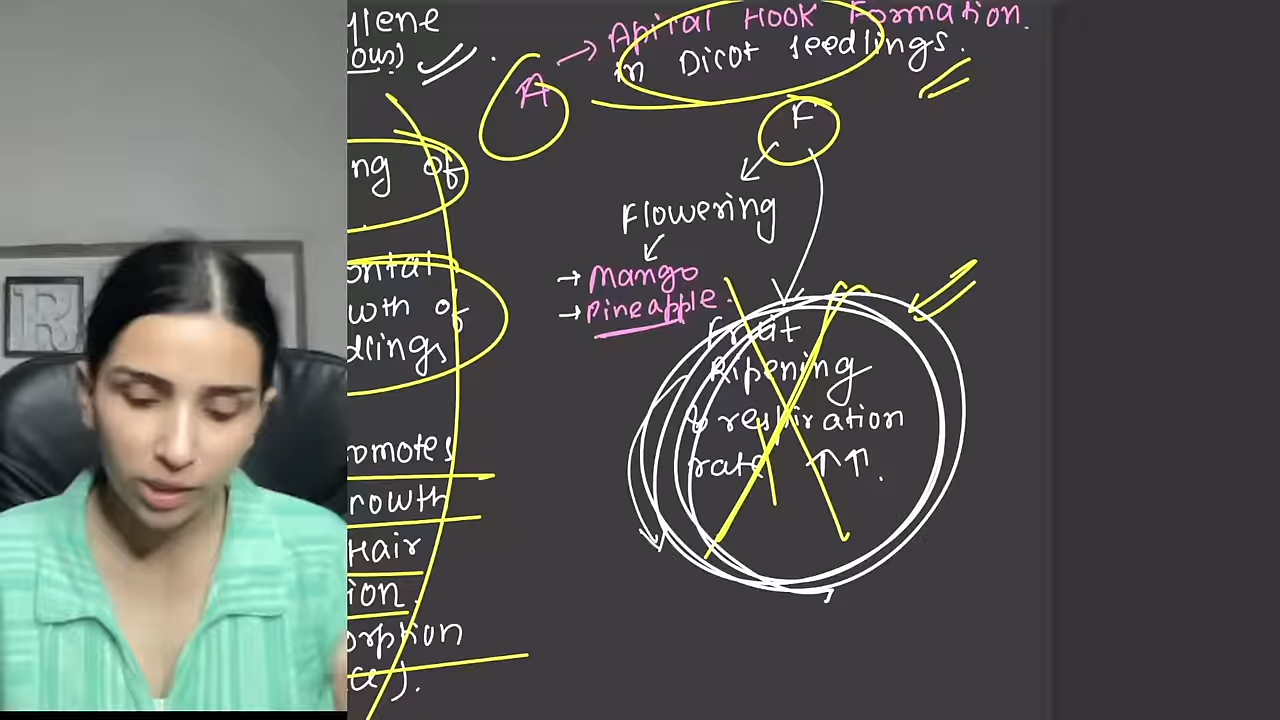 ylene
(ous)
Apical Hook Formation.
in Dicot seedlings.
A
F
ng of
Flowering
ontal
wth of
dlings
→ Mango
→ Pineapple.
Fruit
Ripening
& respiration
rate ↑↑.
omotes
rowth
Hair
ion.
orption
R